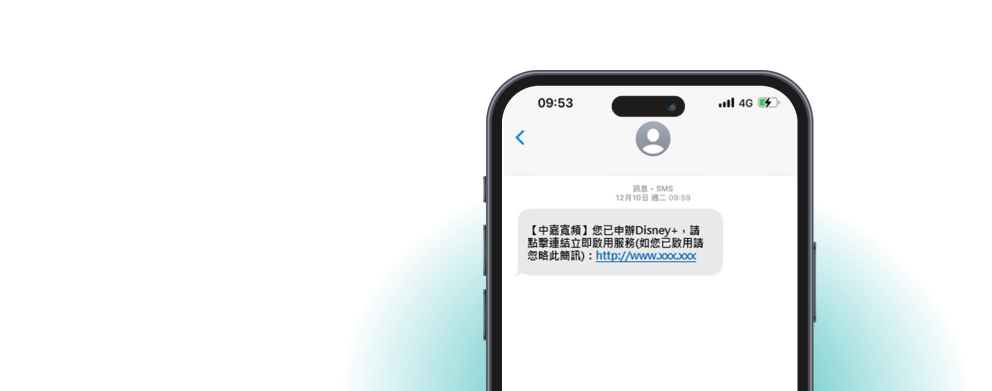 09:53
4G
訊息・SMS
12月10日 週二 09:59
【中嘉寬頻】您已申辦Disney+，請
點擊連結立即啟用服務(如您已啟用請
忽略此簡訊)：http://www.xxx.xxx